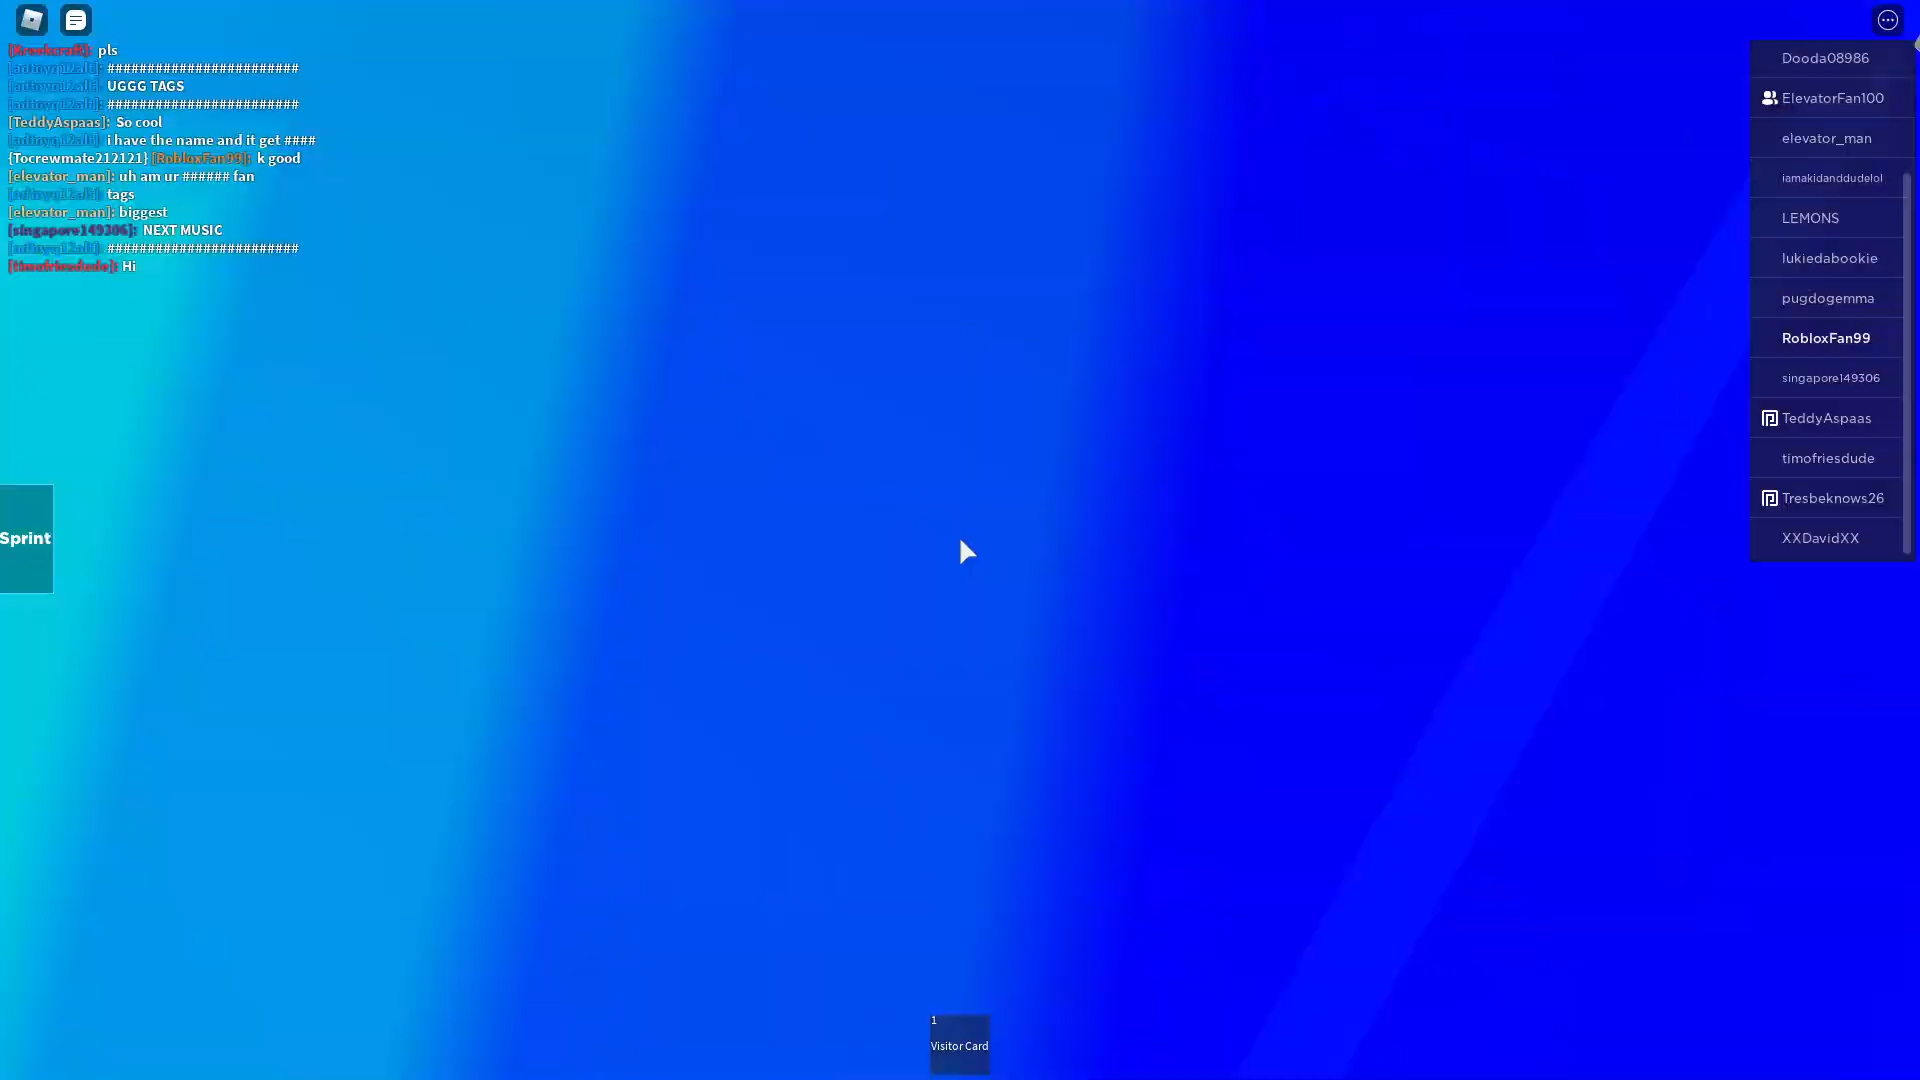 pls
########################
UGGG TAGS
########################
[TeddyAspaas]: So cool
i have the name and it get ####
{Tocrewmate212121} [RobloxFan99]: k good
[elevator_man]: uh am ur ###### fan
tags
[elevator_man]: biggest
[singapore149306]: NEXT MUSIC
########################
[timofriesdude]: Hi
Dooda08986
ElevatorFan100
elevator_man
iamakidanddudelol
LEMONS
lukiedabookie
pugdogemma
RobloxFan99
singapore149306
TeddyAspaas
timofriesdude
Tresbeknows26
XXDavidXX
Sprint
1
Visitor Card